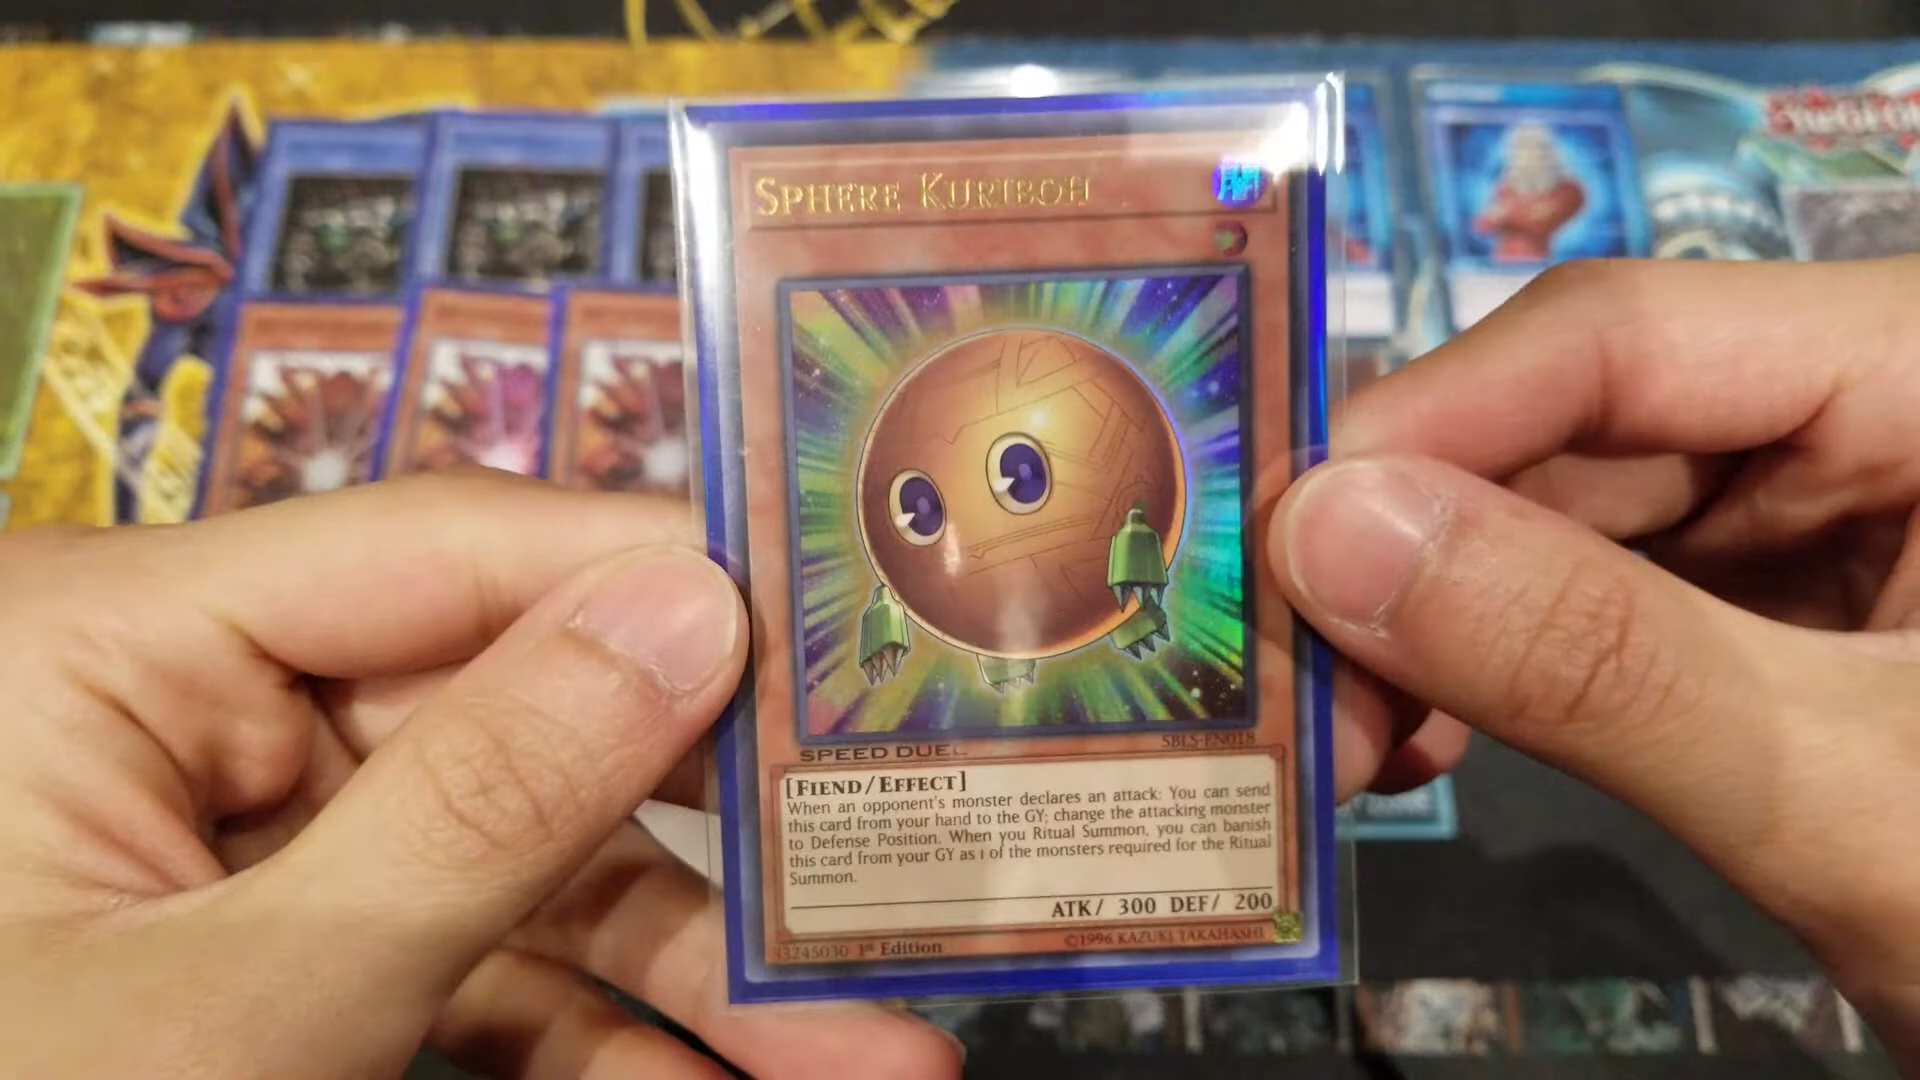 SPHERE KURIBOH
SPEED DUEL
SBLS-EN018
[FIEND/EFFECT]
When an opponent's monster declares an attack: You can send
this card from your hand to the GY; change the attacking monster
to Defense Position. When you Ritual Summon, you can banish
this card from your GY as 1 of the monsters required for the Ritual
Summon.
ATK/ 300 DEF/ 200
33245030 1st Edition
©1996 KAZUKI TAKAHASHI